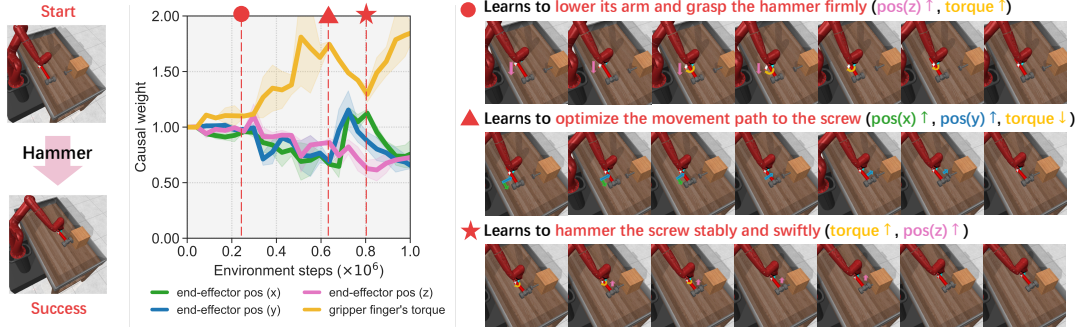 Start
Hammer
Success
2.00
1.50
1.00
0.50
0.00
Causal weight
0.0
0.2
0.4
0.6
0.8
1.0
Environment steps (×10⁶)
end-effector pos (x)
end-effector pos (z)
end-effector pos (y)
gripper finger's torque
Learns to lower its arm and grasp the hammer firmly (pos(z) ↑, torque ↑)
Learns to optimize the movement path to the screw (pos(x) ↑, pos(y) ↑, torque ↓)
Learns to hammer the screw stably and swiftly (torque ↑, pos(z) ↑)